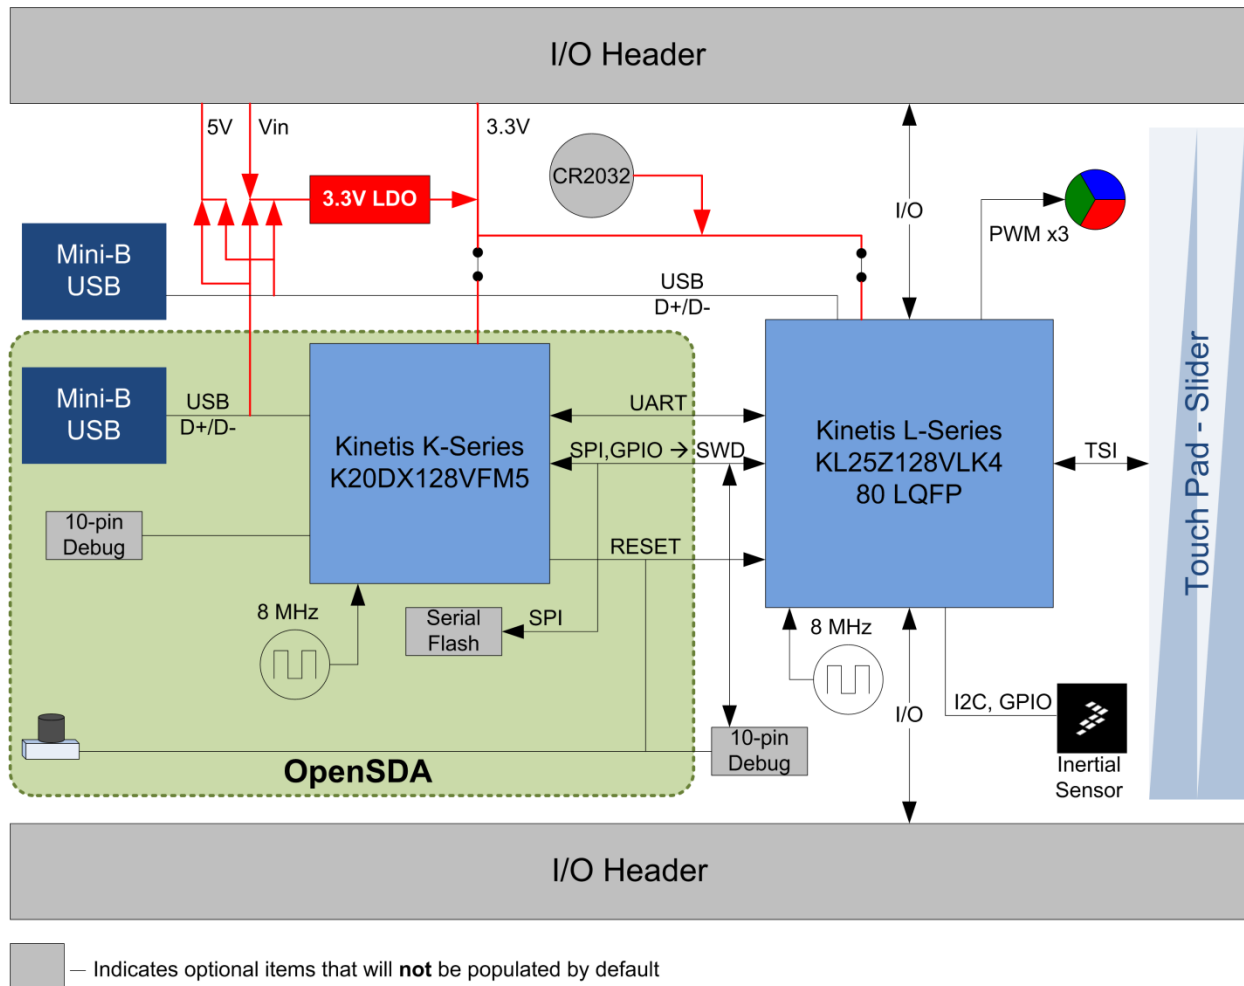 I/O Header
5V
Vin
3.3V
CR2032
3.3V LDO
I/O
PWM x3
Mini-B
USB
USB
D+/D-
Mini-B
USB
USB
D+/D-
Kinetis K-Series
K20DX128VFM5
UART
SPI,GPIO → SWD
Kinetis L-Series
KL25Z128VLK4
80 LQFP
TSI
Touch Pad - Slider
10-pin
Debug
RESET
8 MHz
Serial
Flash
SPI
8 MHz
I2C, GPIO
I/O
10-pin
Debug
Inertial
Sensor
OpenSDA
I/O Header
— Indicates optional items that will not be populated by default